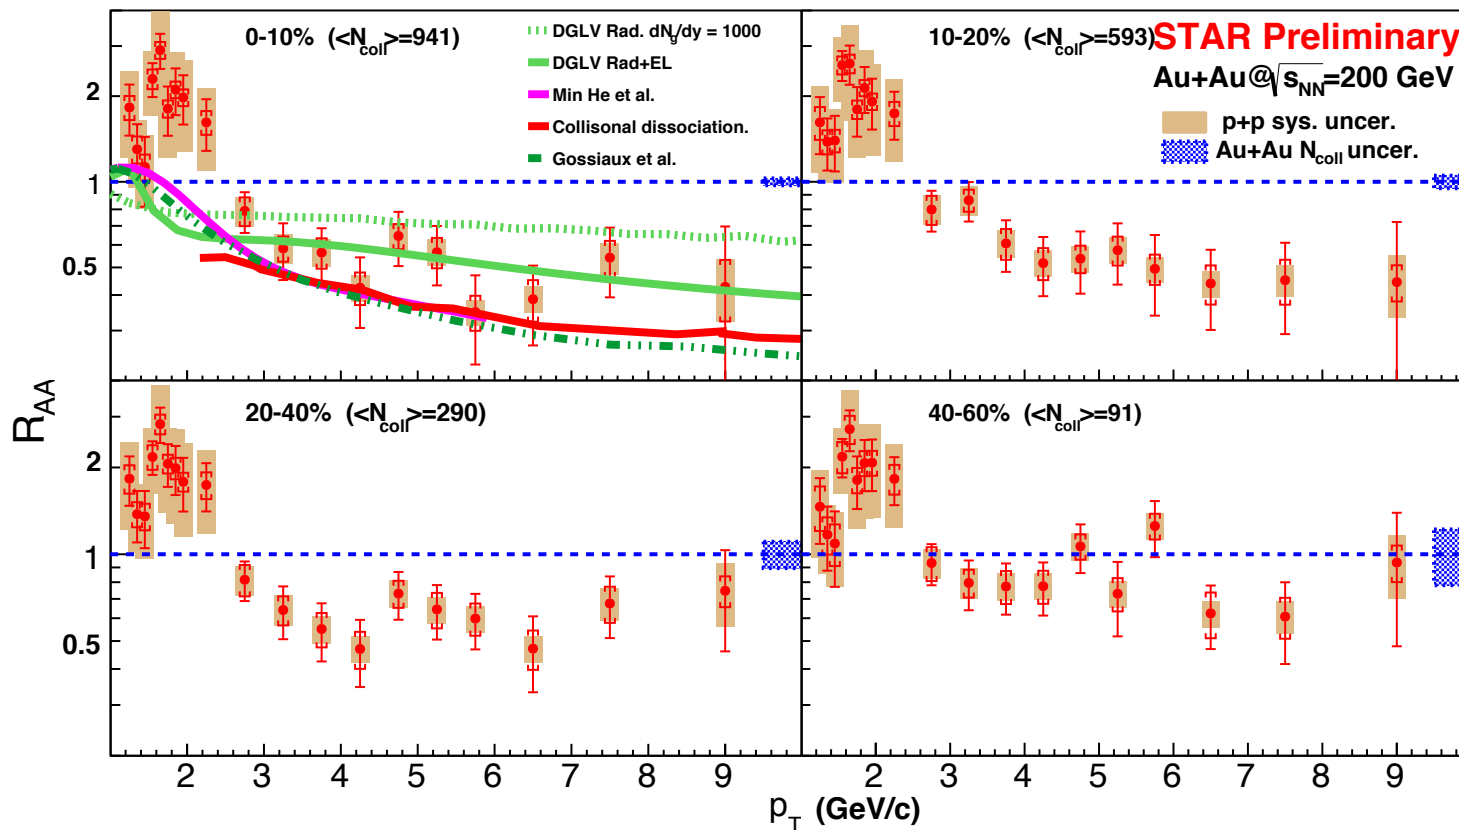 0-10% (<N_coll>=941)
DGLV Rad. dN_g/dy = 1000
DGLV Rad+EL
Min He et al.
Collisonal dissociation.
Gossiaux et al.
10-20% (<N_coll>=593)
STAR Preliminary
Au+Au@√s_NN=200 GeV
p+p sys. uncer.
Au+Au N_coll uncer.
2
1
0.5
R_AA
20-40% (<N_coll>=290)
40-60% (<N_coll>=91)
2
1
0.5
2 3 4 5 6 7 8 9
2 3 4 5 6 7 8 9
p_T (GeV/c)